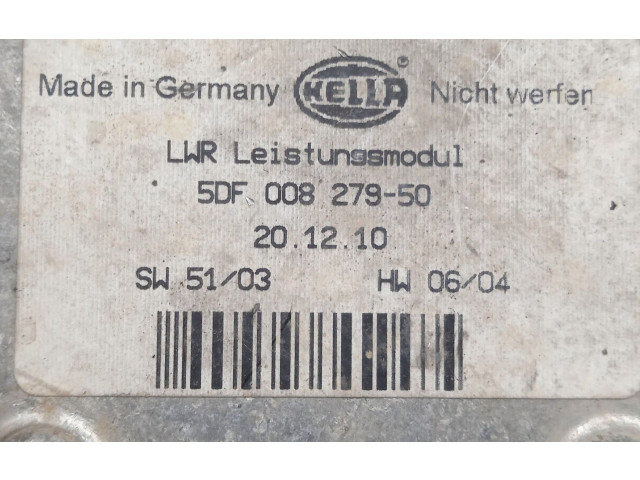 Made in Germany HELLA Nicht werfen
LWR Leistungsmodul
5DF 008 279-50
20.12.10
SW 51/03 HW 06/04